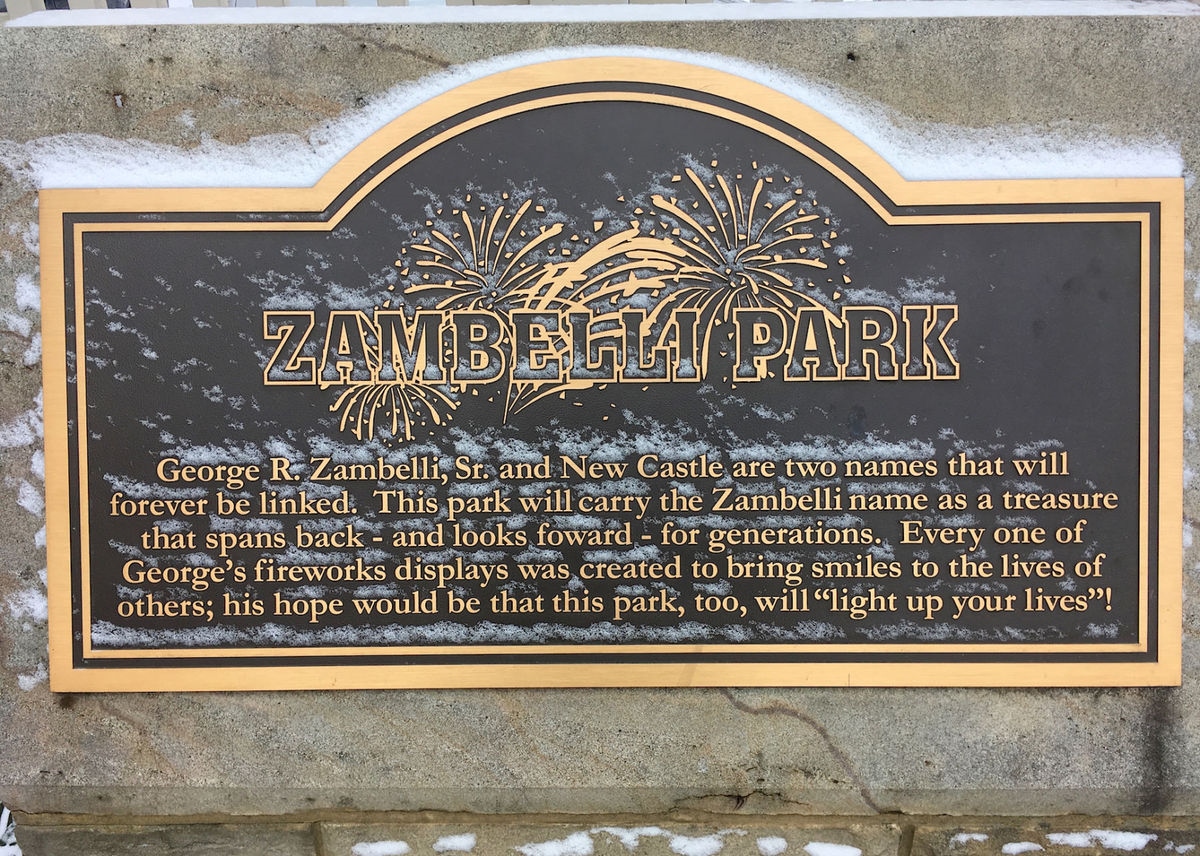 ZAMBELLI PARK
George R. Zambelli, Sr. and New Castle are two names that will
forever be linked. This park will carry the Zambelli name as a treasure
that spans back - and looks foward - for generations. Every one of
George's fireworks displays was created to bring smiles to the lives of
others; his hope would be that this park, too, will “light up your lives”!